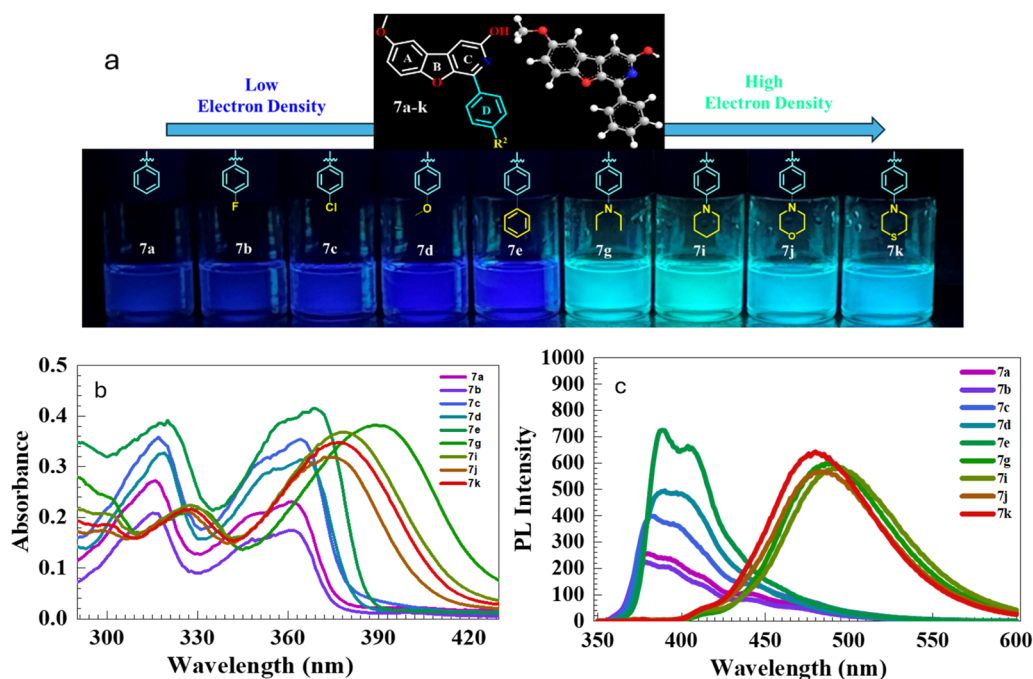 a
Low
Electron Density
High
Electron Density
O
OH
A
B
C
N
O
D
7a-k
R²
F
Cl
O
N
N
N
O
N
S
7a
7b
7c
7d
7e
7g
7i
7j
7k
b
Absorbance
0.5
0.4
0.3
0.2
0.1
0.0
300
330
360
390
420
Wavelength (nm)
7a
7b
7c
7d
7e
7g
7i
7j
7k
c
PL Intensity
1000
900
800
700
600
500
400
300
200
100
0
350
400
450
500
550
600
Wavelength (nm)
7a
7b
7c
7d
7e
7g
7i
7j
7k